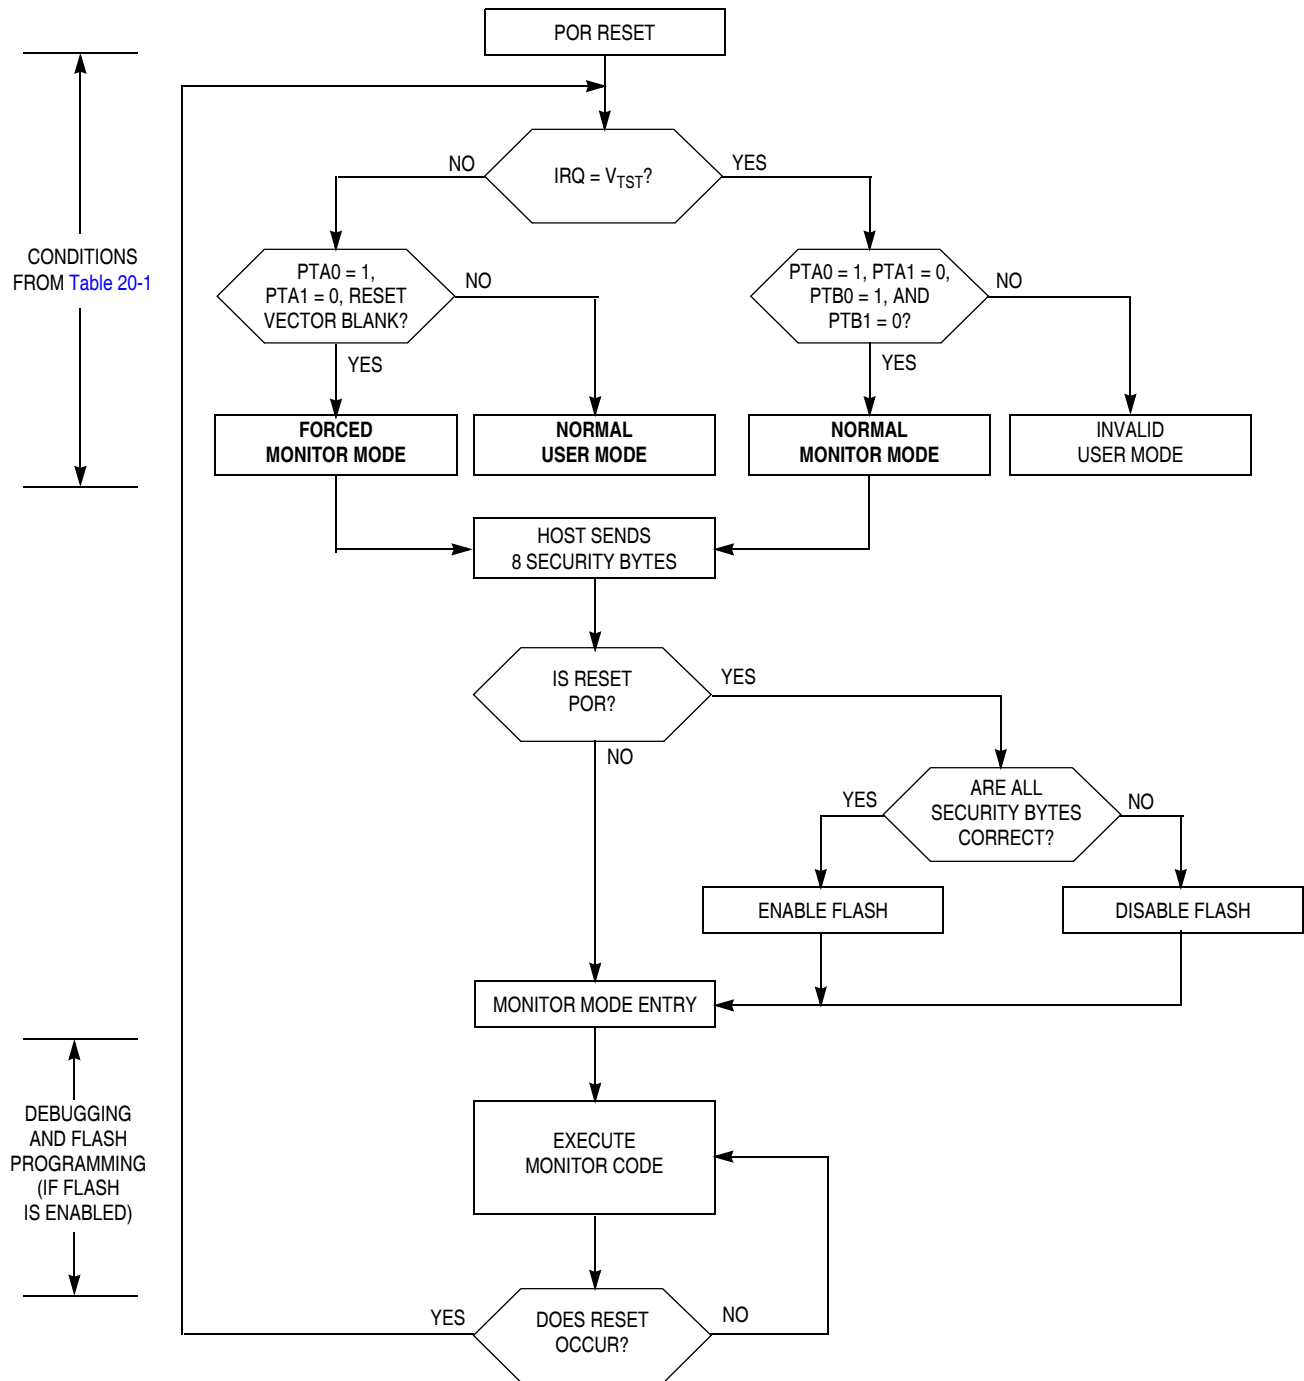 POR RESET
NO
YES
IRQ = VTST?
CONDITIONS
FROM Table 20-1
PTA0 = 1,
PTA1 = 0, RESET
VECTOR BLANK?
NO
PTA0 = 1, PTA1 = 0,
PTB0 = 1, AND
PTB1 = 0?
NO
YES
YES
FORCED
MONITOR MODE
NORMAL
USER MODE
NORMAL
MONITOR MODE
INVALID
USER MODE
HOST SENDS
8 SECURITY BYTES
IS RESET
POR?
YES
NO
ARE ALL
SECURITY BYTES
CORRECT?
YES
NO
ENABLE FLASH
DISABLE FLASH
MONITOR MODE ENTRY
DEBUGGING
AND FLASH
PROGRAMMING
(IF FLASH
IS ENABLED)
EXECUTE
MONITOR CODE
YES
DOES RESET
OCCUR?
NO